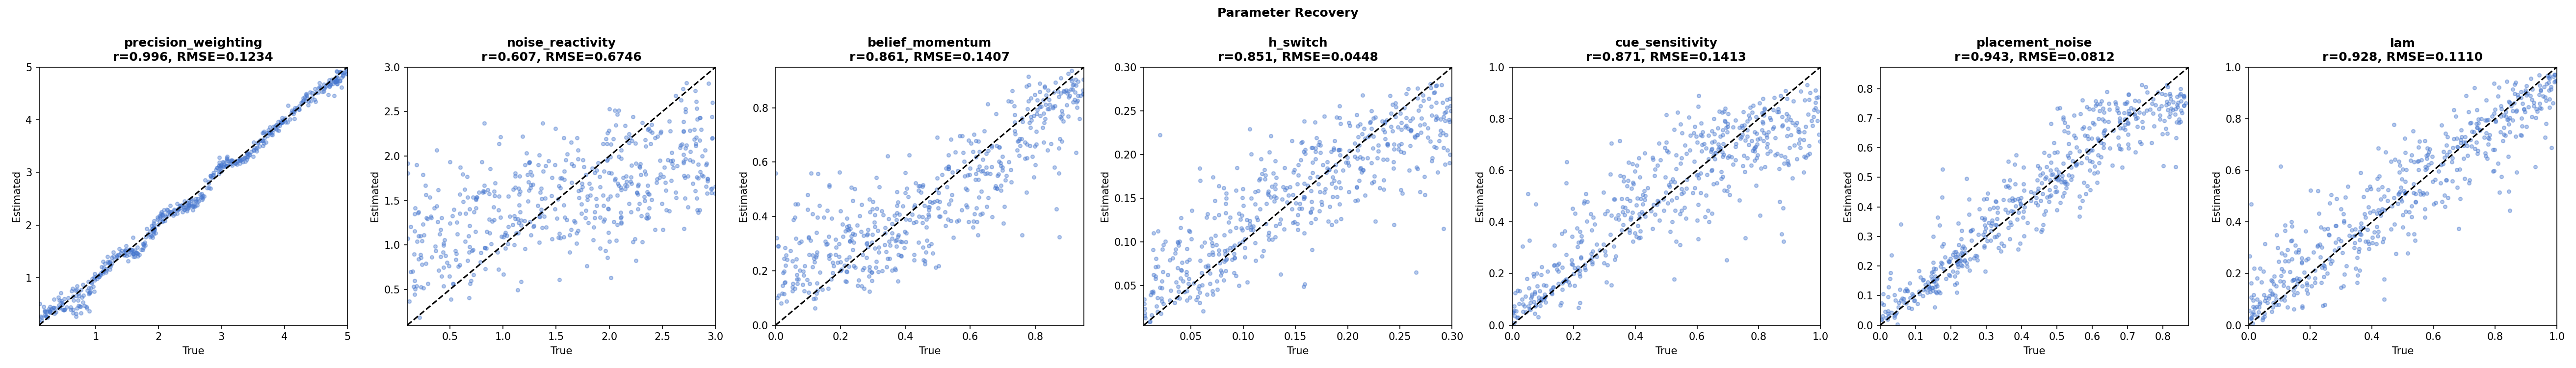 Parameter Recovery
precision_weighting
r=0.996, RMSE=0.1234
5
4
3
2
1
Estimated
1 2 3 4 5
True
noise_reactivity
r=0.607, RMSE=0.6746
3.0
2.5
2.0
1.5
1.0
0.5
Estimated
0.5 1.0 1.5 2.0 2.5 3.0
True
belief_momentum
r=0.861, RMSE=0.1407
0.8
0.6
0.4
0.2
0.0
Estimated
0.0 0.2 0.4 0.6 0.8
True
h_switch
r=0.851, RMSE=0.0448
0.30
0.25
0.20
0.15
0.10
0.05
Estimated
0.05 0.10 0.15 0.20 0.25 0.30
True
cue_sensitivity
r=0.871, RMSE=0.1413
1.0
0.8
0.6
0.4
0.2
0.0
Estimated
0.0 0.2 0.4 0.6 0.8 1.0
True
placement_noise
r=0.943, RMSE=0.0812
0.8
0.7
0.6
0.5
0.4
0.3
0.2
0.1
0.0
Estimated
0.0 0.1 0.2 0.3 0.4 0.5 0.6 0.7 0.8
True
lam
r=0.928, RMSE=0.1110
1.0
0.8
0.6
0.4
0.2
0.0
Estimated
0.0 0.2 0.4 0.6 0.8 1.0
True